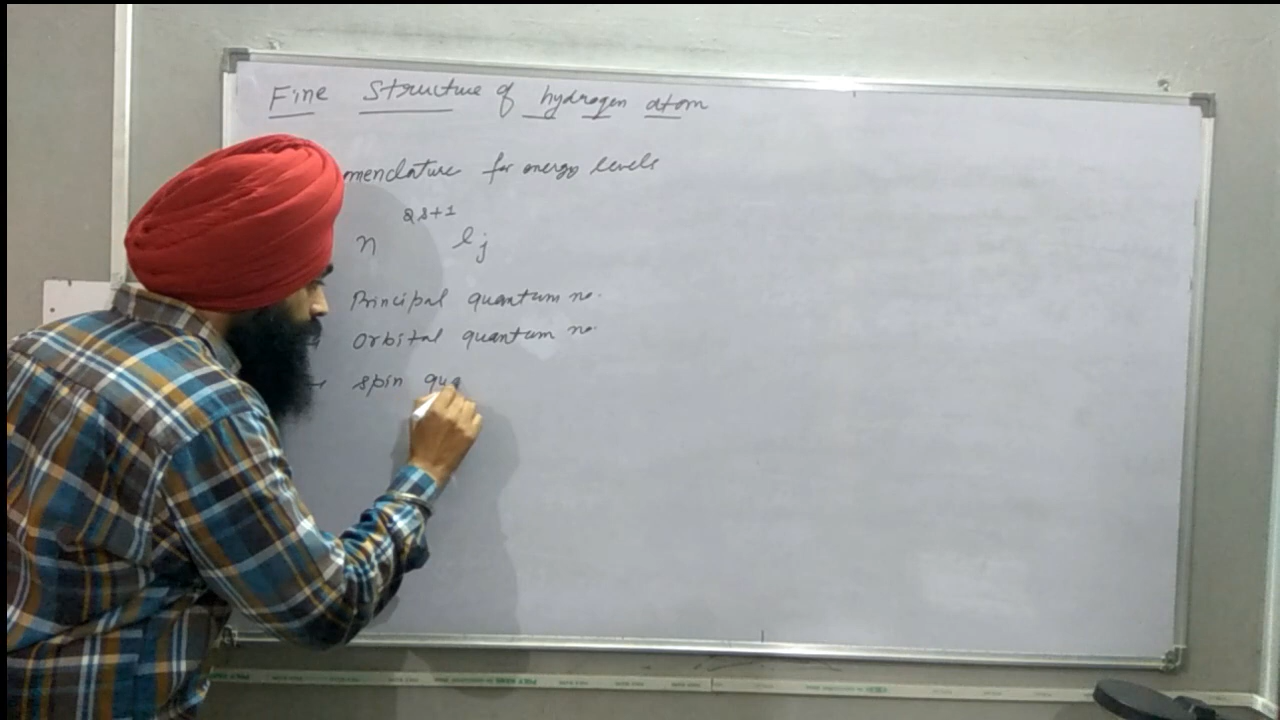 Fine Structure of hydrogen atom
menclature for energy levels
2s+1
n l j
Principal quantum no.
Orbital quantum no.
spin qua